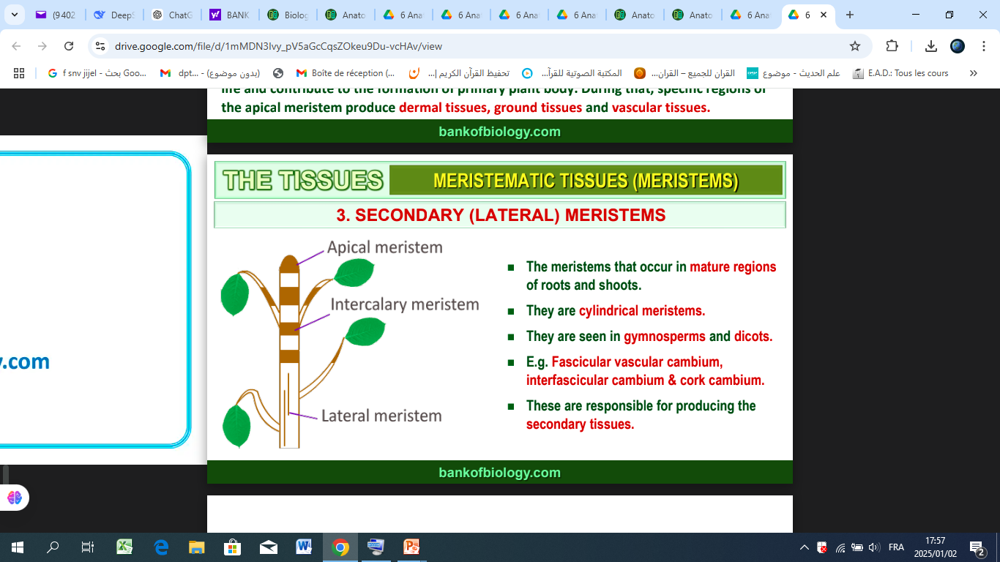 (9 402
DeepS
ChatG
BANK
Biolog
Anato
6 Ana
6 Ana
6 Ana
6 Ana
Anato
Anato
6 Ana
6
drive.google.com/file/d/1mMDN3Ivy_pV5aGcCqsZOkeu9Du-vcHAv/view
f snv jijel - بحث Goo...
dpt... - (بدون موضوع)
Boîte de réception (...
تحفيظ القرآن الكريم |...
المكتبة الصوتية للقرآ...
القران للجميع – القران...
علم الحديث - موضوع
E.A.D.: Tous les cours
life and contribute to the formation of primary plant body. During that, specific regions of
the apical meristem produce dermal tissues, ground tissues and vascular tissues.
bankofbiology.com
y.com
THE TISSUES
MERISTEMATIC TISSUES (MERISTEMS)
3. SECONDARY (LATERAL) MERISTEMS
Apical meristem
Intercalary meristem
Lateral meristem
The meristems that occur in mature regions
of roots and shoots.
They are cylindrical meristems.
They are seen in gymnosperms and dicots.
E.g. Fascicular vascular cambium,
interfascicular cambium & cork cambium.
These are responsible for producing the
secondary tissues.
bankofbiology.com
FRA
17:57
2025/01/02
2